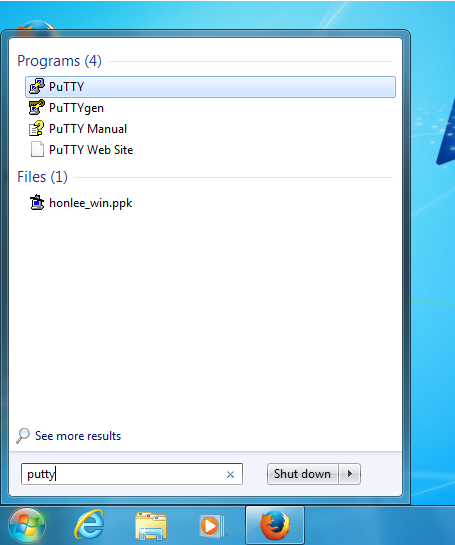 Programs (4)
PuTTY
PuTTYgen
PuTTY Manual
PuTTY Web Site
Files (1)
honlee_win.ppk
See more results
putty
Shut down